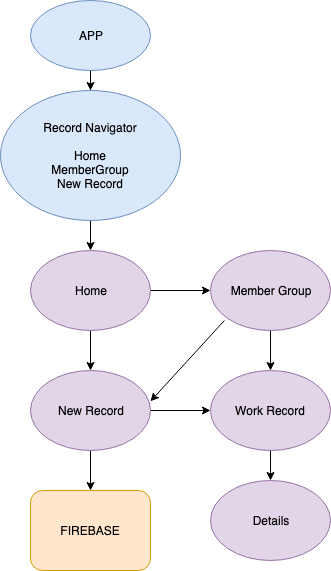 APP
Record Navigator
Home
MemberGroup
New Record
Home
Member Group
New Record
Work Record
FIREBASE
Details